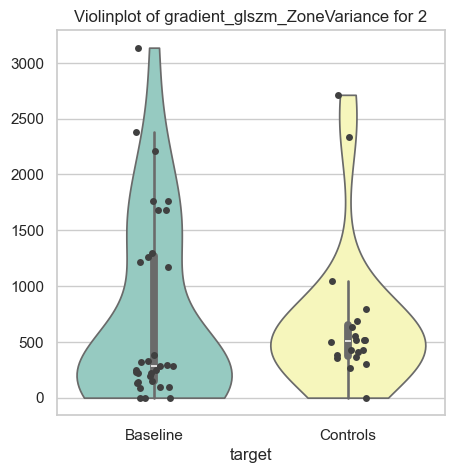 Violinplot of gradient_glszm_ZoneVariance for 2
3000
2500
2000
1500
1000
500
0
Baseline
Controls
target